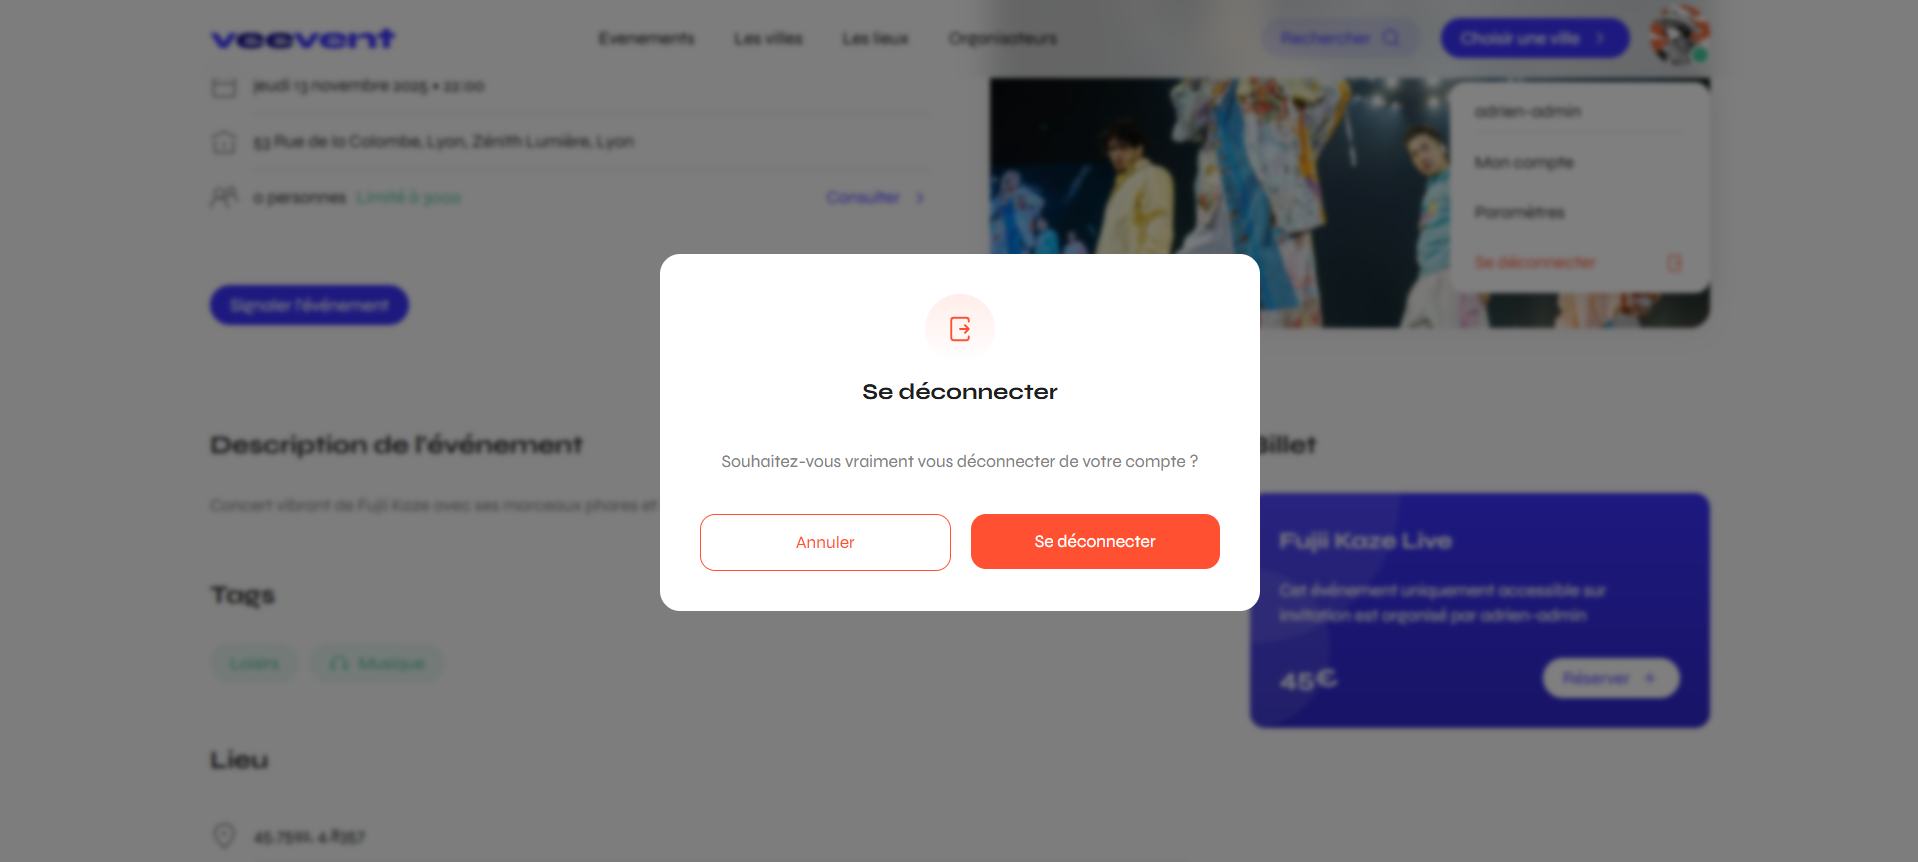 veevent
Evenements
Les villes
Les lieux
Organisateurs
Rechercher
Choisir une ville
jeudi 13 novembre 2025 • 22:00
53 Rue de la Colombe, Lyon, Zénith Lumière, Lyon
0 personnes Limité à 3000
Consulter
Signaler l'événement
adrien-admin
Mon compte
Paramètres
Se déconnecter
Se déconnecter
Souhaitez-vous vraiment vous déconnecter de votre compte ?
Annuler
Se déconnecter
Description de l'événement
Concert vibrant de Fujii Kaze avec ses morceaux phares et
Tags
Loisirs
Musique
Lieu
45.7592, 4.8357
Billet
Fujii Kaze Live
Cet événement uniquement accessible sur
invitation est organisé par adrien-admin
45€
Réserver